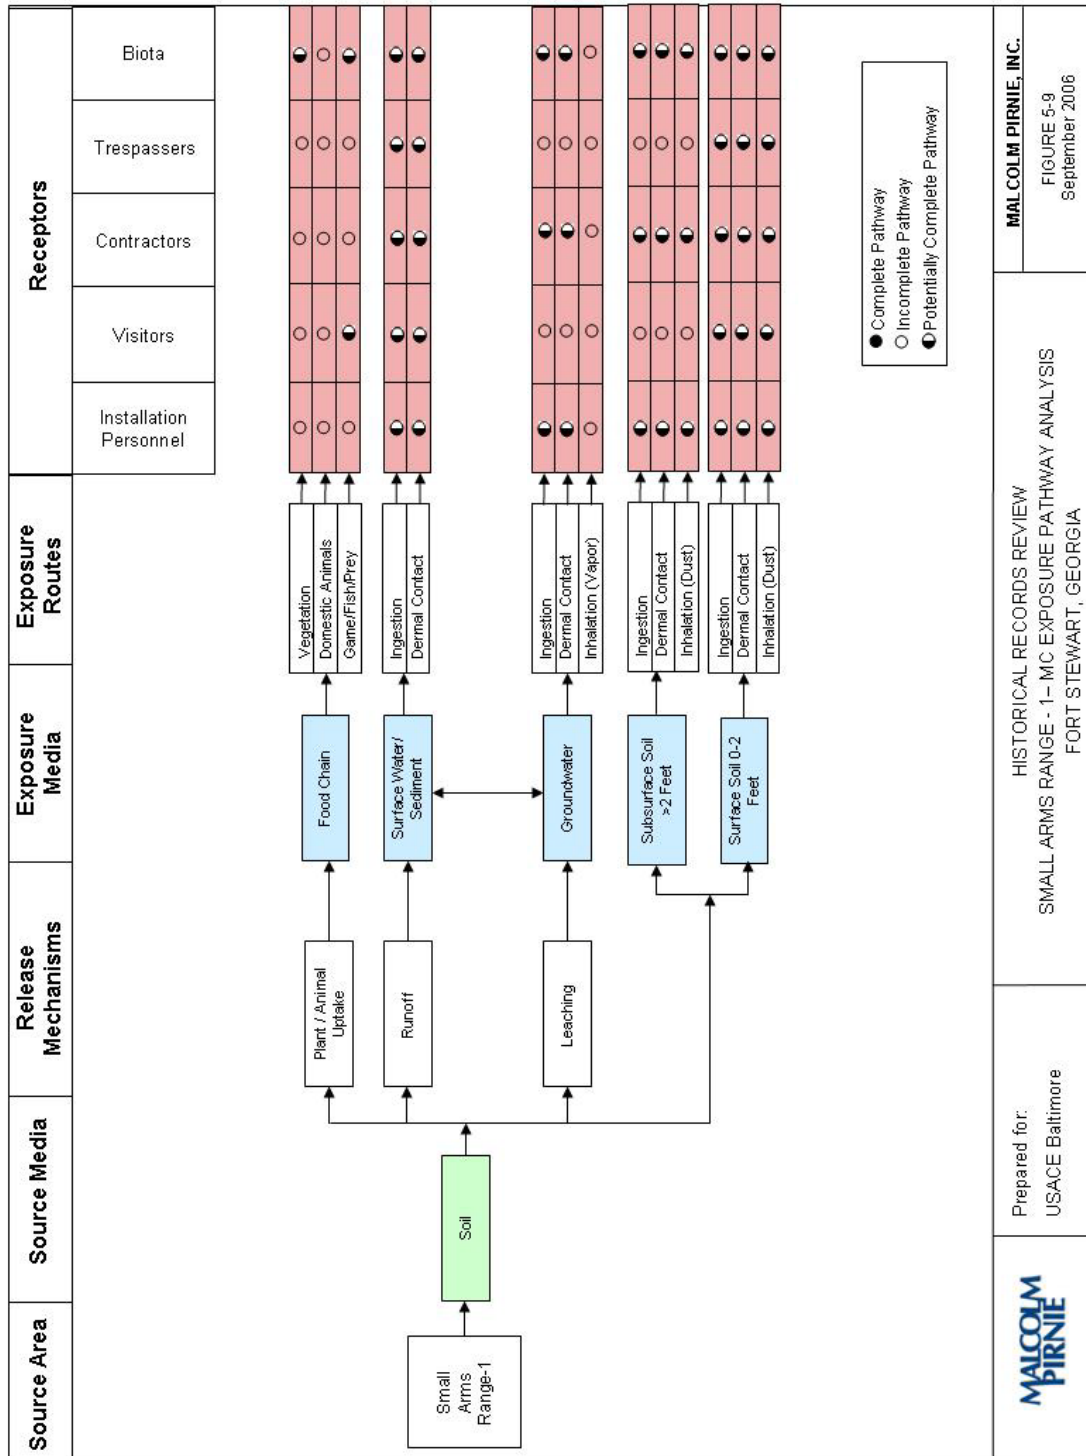 Source Area
Source Media
Release
Mechanisms
Exposure
Media
Exposure
Routes
Receptors
Installation
Personnel
Visitors
Contractors
Trespassers
Biota
Small
Arms
Range-1
Soil
Plant / Animal
Uptake
Runoff
Leaching
Food Chain
Surface Water/
Sediment
Groundwater
Subsurface Soil
>2 Feet
Surface Soil 0-2
Feet
Vegetation
Domestic Animals
Game/Fish/Prey
Ingestion
Dermal Contact
Ingestion
Dermal Contact
Inhalation (Vapor)
Ingestion
Dermal Contact
Inhalation (Dust)
Ingestion
Dermal Contact
Inhalation (Dust)
Complete Pathway
Incomplete Pathway
Potentially Complete Pathway
MALCOLM
PIRNIE
Prepared for:
USACE Baltimore
HISTORICAL RECORDS REVIEW
SMALL ARMS RANGE - 1– MC EXPOSURE PATHWAY ANALYSIS
FORT STEWART, GEORGIA
MALCOLM PIRNIE, INC.
FIGURE 5-9
September 2006